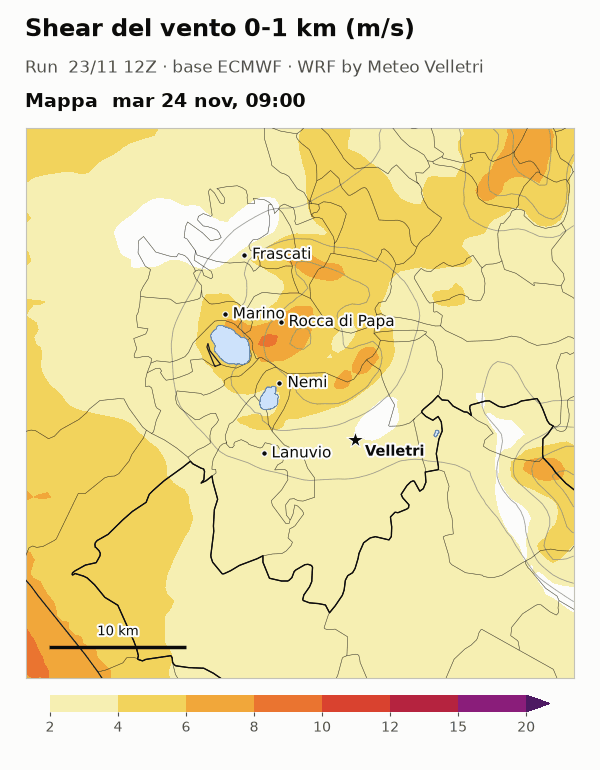 Shear del vento 0-1 km (m/s)
Run  23/11 12Z · base ECMWF · WRF by Meteo Velletri
Mappa  mar 24 nov, 09:00
Frascati
Marino
Rocca di Papa
Nemi
Velletri
Lanuvio
10 km
2 4 6 8 10 12 15 20